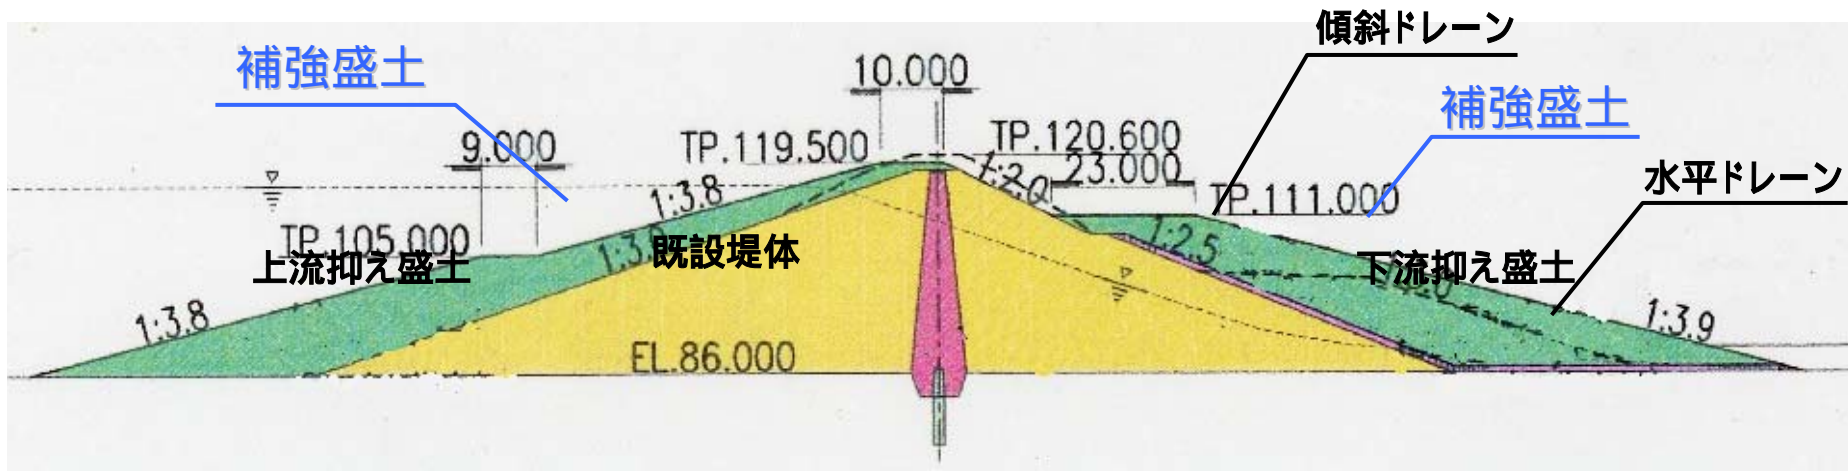 傾斜ドレーン
補強盛土
10.000
補強盛土
9.000
TP.119.500
TP.120.600
1:2.0
23.000
水平ドレーン
1:3.8
TP.111.000
TP.105.000
既設堤体
1:2.5
上流抑え盛土
下流抑え盛土
1:3.8
1:3.9
EL.86.000